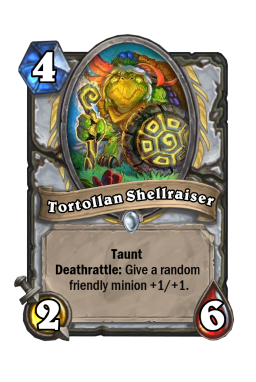 4
Tortollan Shellraiser
Taunt
Deathrattle: Give a random
friendly minion +1/+1.
2
6